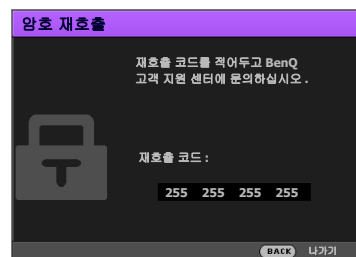 암호 재호출
재호출 코드를 적어두고 BenQ
고객 지원 센터에 문의하십시오 .
재호출 코드 :
255 255 255 255
BACK 나가기